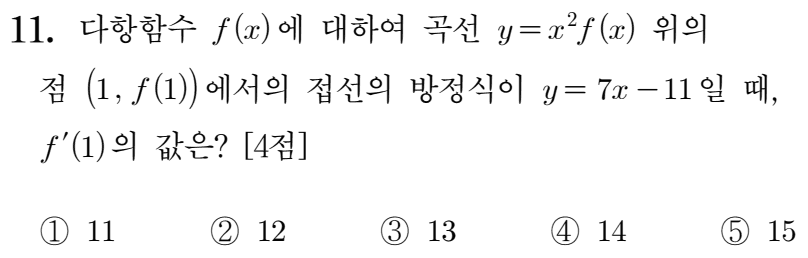 11. 다항함수 f(x)에 대하여 곡선 y=x²f(x) 위의
점 (1, f(1))에서의 접선의 방정식이 y= 7x-11일 때,
f′(1)의 값은? [4점]
① 11 ② 12 ③ 13 ④ 14 ⑤ 15